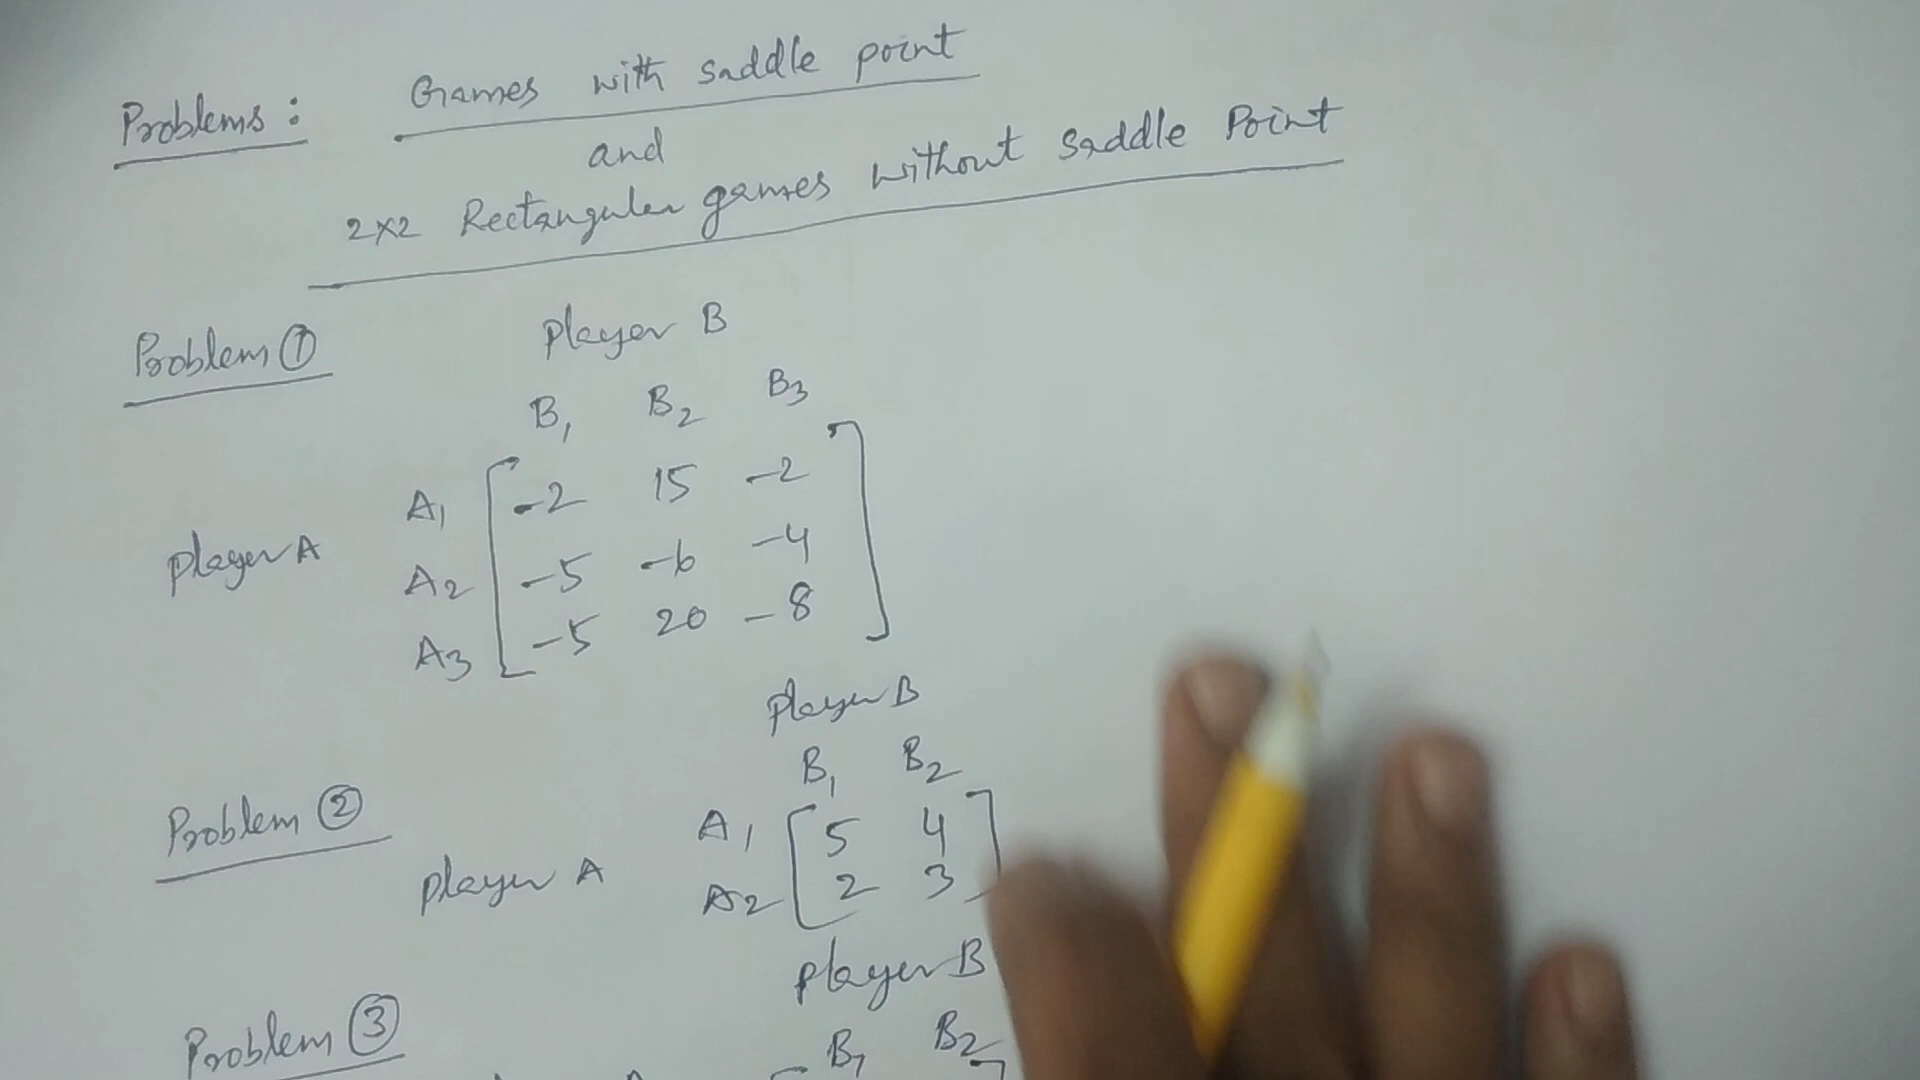 Problems : Games with saddle point
and
2x2 Rectangular games without saddle Point
Problem ①
Player B
B1 B2 B3
A1 -2 15 -2
Player A
A2 -5 -6 -4
A3 -5 20 -8
Player B
B1 B2
Problem ②
A1 5 4
Player A
A2 2 3
Player B
Problem ③
B1 B2